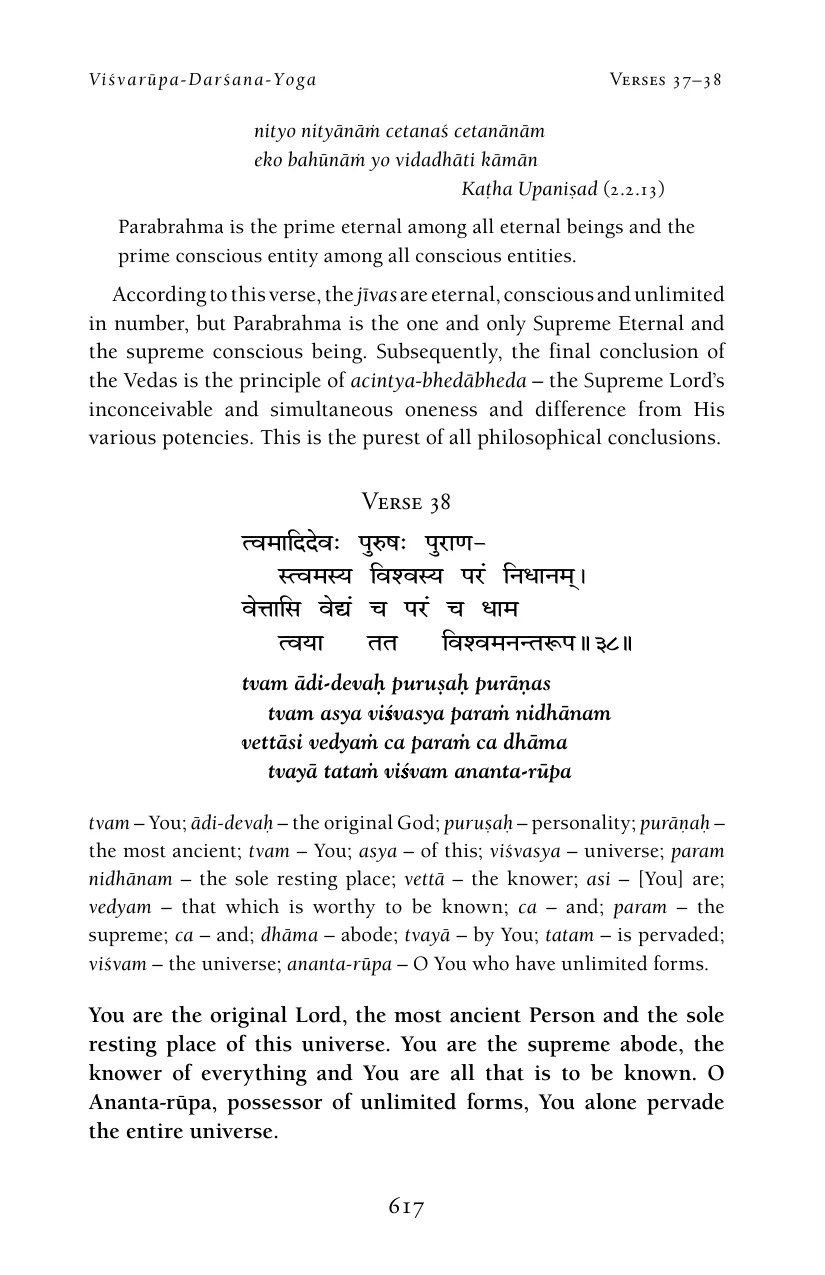 Viśvarūpa-Darśana-Yoga Verses 37–38
nityo nityānāṁ cetanaś cetanānām
eko bahūnāṁ yo vidadhāti kāmān
Kaṭha Upaniṣad (2.2.13)
Parabrahma is the prime eternal among all eternal beings and the
prime conscious entity among all conscious entities.
According to this verse, the jīvas are eternal, conscious and unlimited
in number, but Parabrahma is the one and only Supreme Eternal and
the supreme conscious being. Subsequently, the final conclusion of
the Vedas is the principle of acintya-bhedābheda – the Supreme Lord’s
inconceivable and simultaneous oneness and difference from His
various potencies. This is the purest of all philosophical conclusions.
Verse 38
त्वमादिदेवः पुरुषः पुराण–
स्त्वमस्य विश्वस्य परं निधानम्।
वेत्तासि वेद्यं च परं च धाम
त्वया तत विश्वमनन्तरूप॥३८॥
tvam ādi-devaḥ puruṣaḥ purāṇas
tvam asya viśvasya paraṁ nidhānam
vettāsi vedyaṁ ca paraṁ ca dhāma
tvayā tataṁ viśvam ananta-rūpa
tvam – You; ādi-devaḥ – the original God; puruṣaḥ – personality; purāṇaḥ –
the most ancient; tvam – You; asya – of this; viśvasya – universe; param
nidhānam – the sole resting place; vettā – the knower; asi – [You] are;
vedyam – that which is worthy to be known; ca – and; param – the
supreme; ca – and; dhāma – abode; tvayā – by You; tatam – is pervaded;
viśvam – the universe; ananta-rūpa – O You who have unlimited forms.
You are the original Lord, the most ancient Person and the sole
resting place of this universe. You are the supreme abode, the
knower of everything and You are all that is to be known. O
Ananta-rūpa, possessor of unlimited forms, You alone pervade
the entire universe.
617